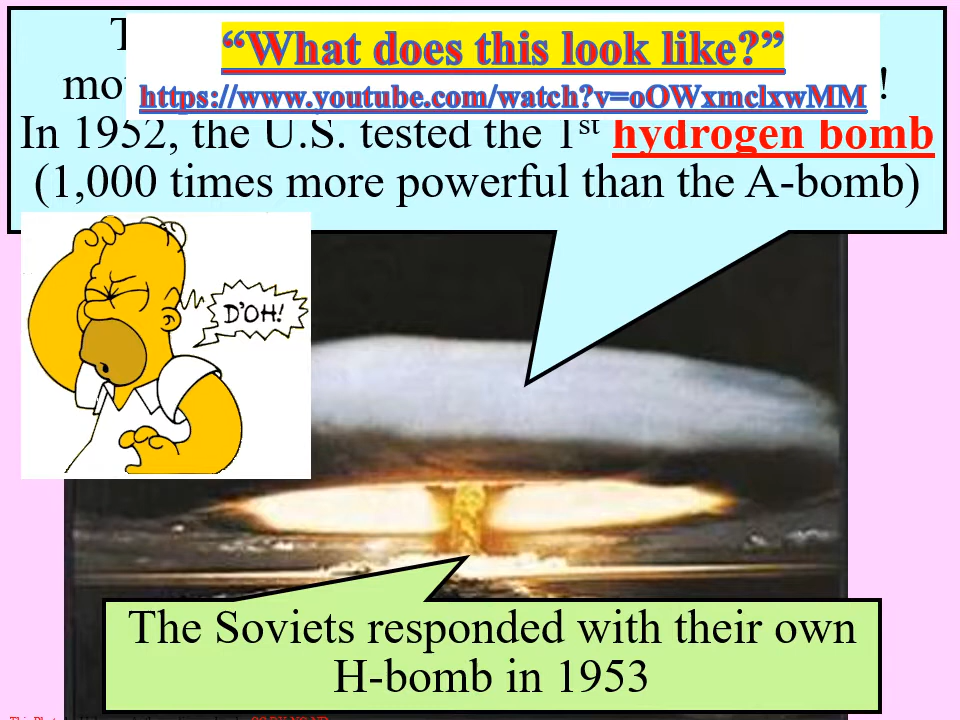 “What does this look like?”
https://www.youtube.com/watch?v=oOWxmclxwMM
!
In 1952, the U.S. tested the 1st hydrogen bomb
(1,000 times more powerful than the A-bomb)
D'OH!
The Soviets responded with their own
H-bomb in 1953